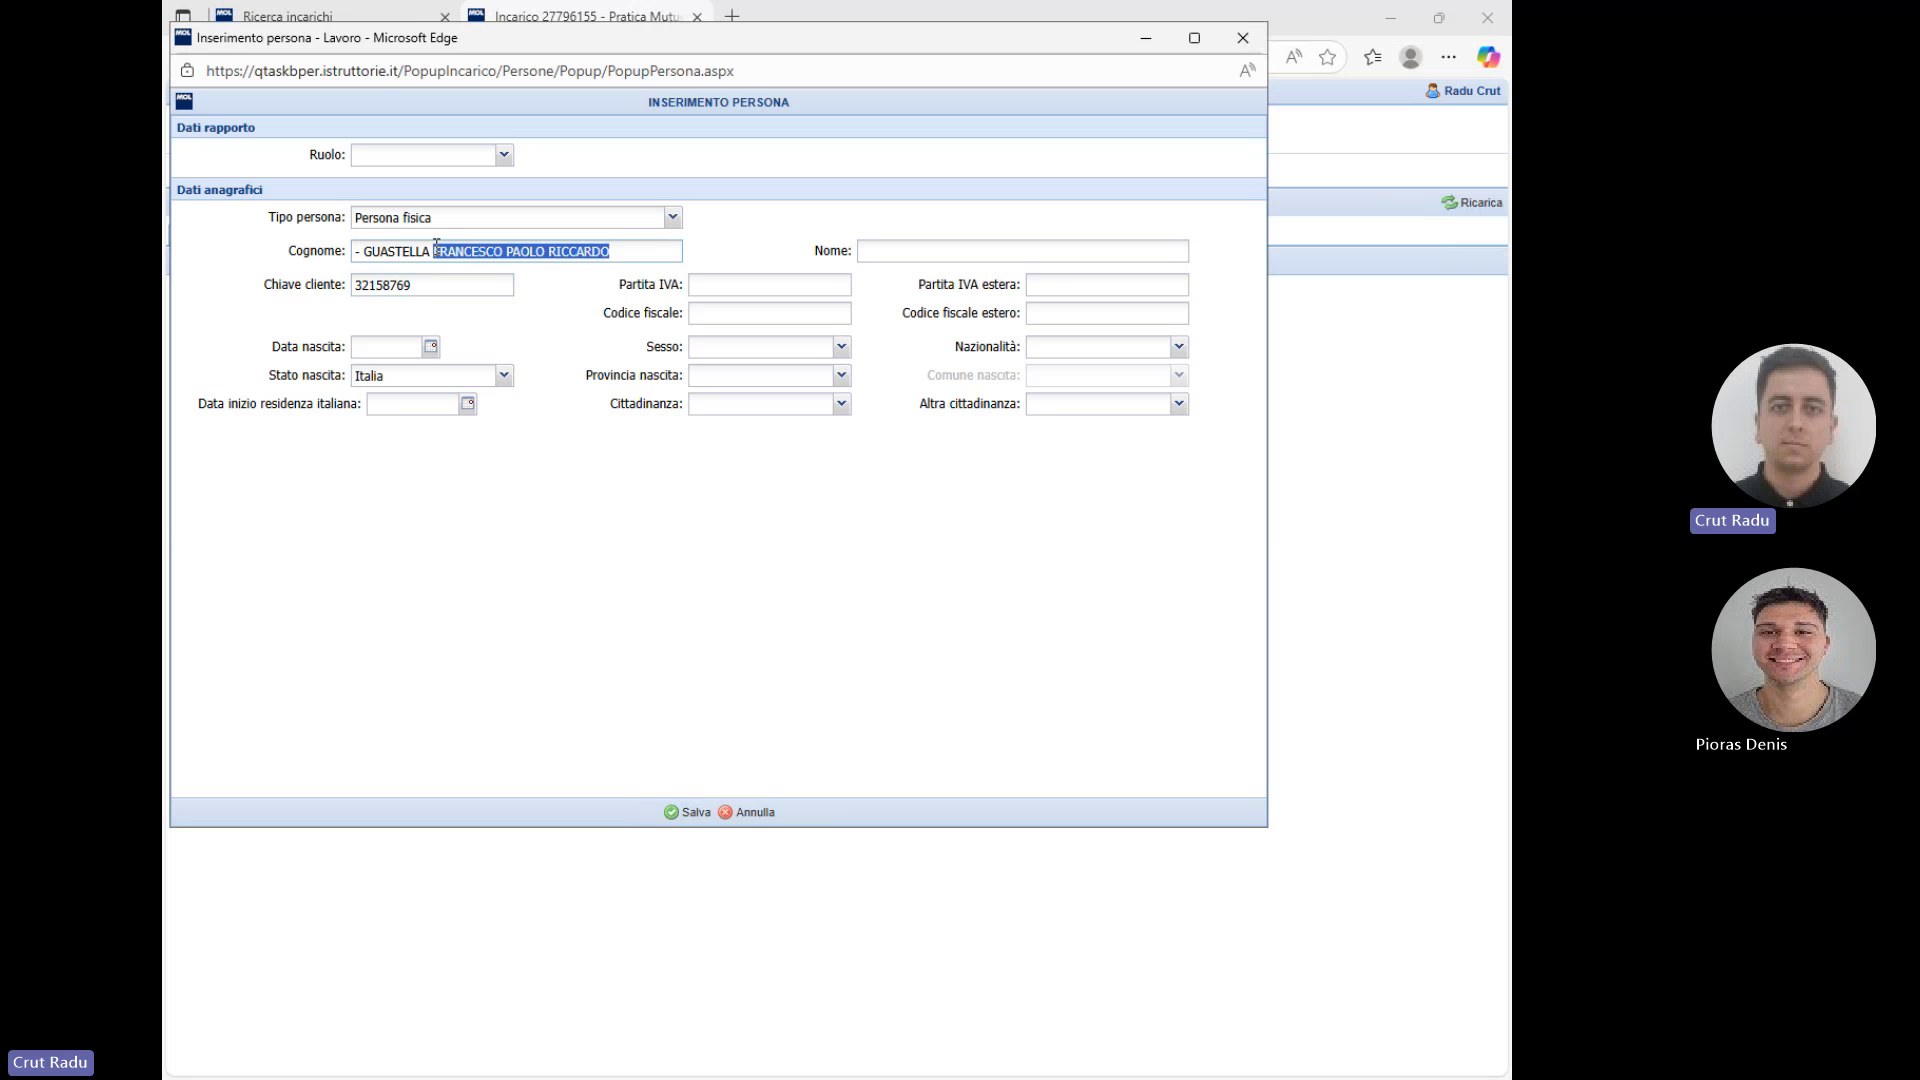 MOL Ricerca incarichi
MOL Incarico 27796155 - Pratica Mutu
MOL Inserimento persona - Lavoro - Microsoft Edge
https://qtaskbper.istruttorie.it/PopupIncarico/Persone/Popup/PopupPersona.aspx
MOL INSERIMENTO PERSONA
Radu Crut
Dati rapporto
Ruolo:
Dati anagrafici
Ricarica
Tipo persona: Persona fisica
Cognome: - GUASTELLA FRANCESCO PAOLO RICCARDO Nome:
Chiave cliente: 32158769 Partita IVA: Partita IVA estera:
Codice fiscale: Codice fiscale estero:
Data nascita: Sesso: Nazionalità:
Stato nascita: Italia Provincia nascita: Comune nascita:
Data inizio residenza italiana: Cittadinanza: Altra cittadinanza:
Salva Annulla
Crut Radu
Pioras Denis
Crut Radu